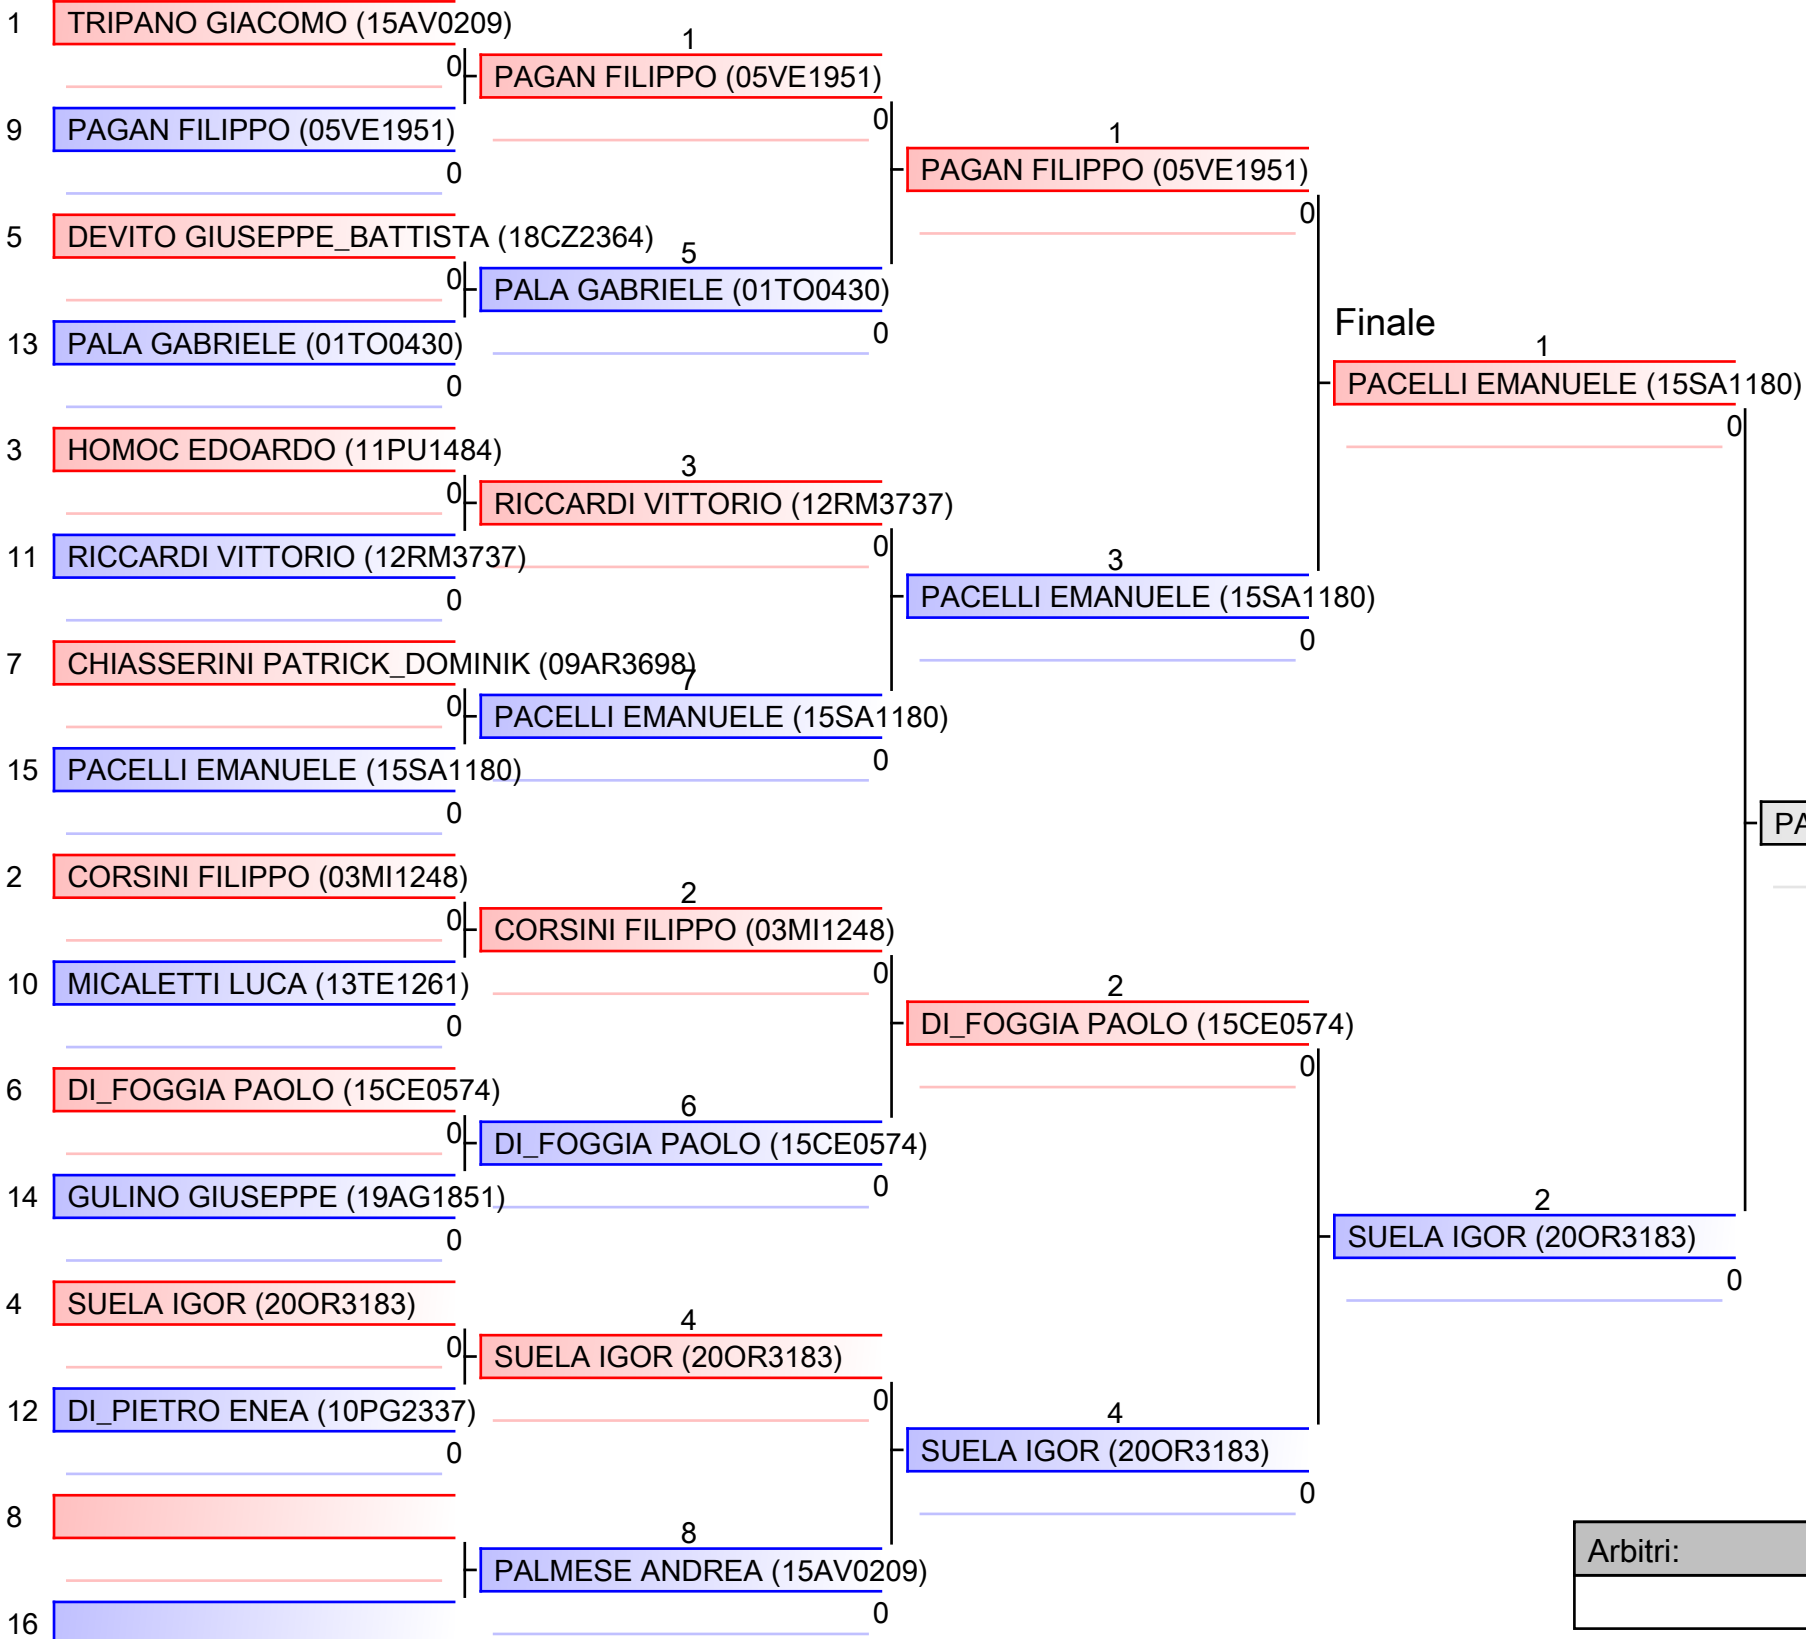 1 TRIPANO GIACOMO (15AV0209)
0
9 PAGAN FILIPPO (05VE1951)
0
5 DEVITO GIUSEPPE_BATTISTA (18CZ2364)
0
13 PALA GABRIELE (01TO0430)
0
3 HOMOC EDOARDO (11PU1484)
0
11 RICCARDI VITTORIO (12RM3737)
0
7 CHIASSERINI PATRICK_DOMINIK (09AR3698)
0
15 PACELLI EMANUELE (15SA1180)
0
2 CORSINI FILIPPO (03MI1248)
0
10 MICALETTI LUCA (13TE1261)
0
6 DI_FOGGIA PAOLO (15CE0574)
0
14 GULINO GIUSEPPE (19AG1851)
0
4 SUELA IGOR (20OR3183)
0
12 DI_PIETRO ENEA (10PG2337)
0
8
16
1
PAGAN FILIPPO (05VE1951)
0
5
PALA GABRIELE (01TO0430)
0
3
RICCARDI VITTORIO (12RM3737)
0
7
PACELLI EMANUELE (15SA1180)
0
2
CORSINI FILIPPO (03MI1248)
0
6
DI_FOGGIA PAOLO (15CE0574)
0
4
SUELA IGOR (20OR3183)
0
8
PALMESE ANDREA (15AV0209)
0
1
PAGAN FILIPPO (05VE1951)
0
3
PACELLI EMANUELE (15SA1180)
0
2
DI_FOGGIA PAOLO (15CE0574)
0
4
SUELA IGOR (20OR3183)
0
Finale
1
PACELLI EMANUELE (15SA1180)
0
2
SUELA IGOR (20OR3183)
0
PA
Arbitri: